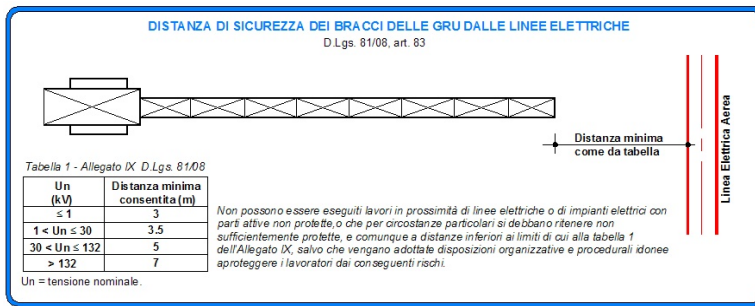 DISTANZA DI SICUREZZA DEI BRACCI DELLE GRU DALLE LINEE ELETTRICHE
D.Lgs. 81/08, art. 83
Linea Elettrica Aerea
Distanza minima
come da tabella
Tabella 1 - Allegato IX D.Lgs. 81/08
Un
(kV)
Distanza minima
consentita (m)
≤ 1 3
1 < Un ≤ 30 3.5
30 < Un ≤ 132 5
> 132 7
Un = tensione nominale.
Non possono essere eseguiti lavori in prossimità di linee elettriche o di impianti elettrici con
parti attive non protette, o che per circostanze particolari si debbano ritenere non
sufficientemente protette, e comunque a distanze inferiori ai limiti di cui alla tabella 1
dell'Allegato IX, salvo che vengano adottate disposizioni organizzative e procedurali idonee
aproteggere i lavoratori dai conseguenti rischi.